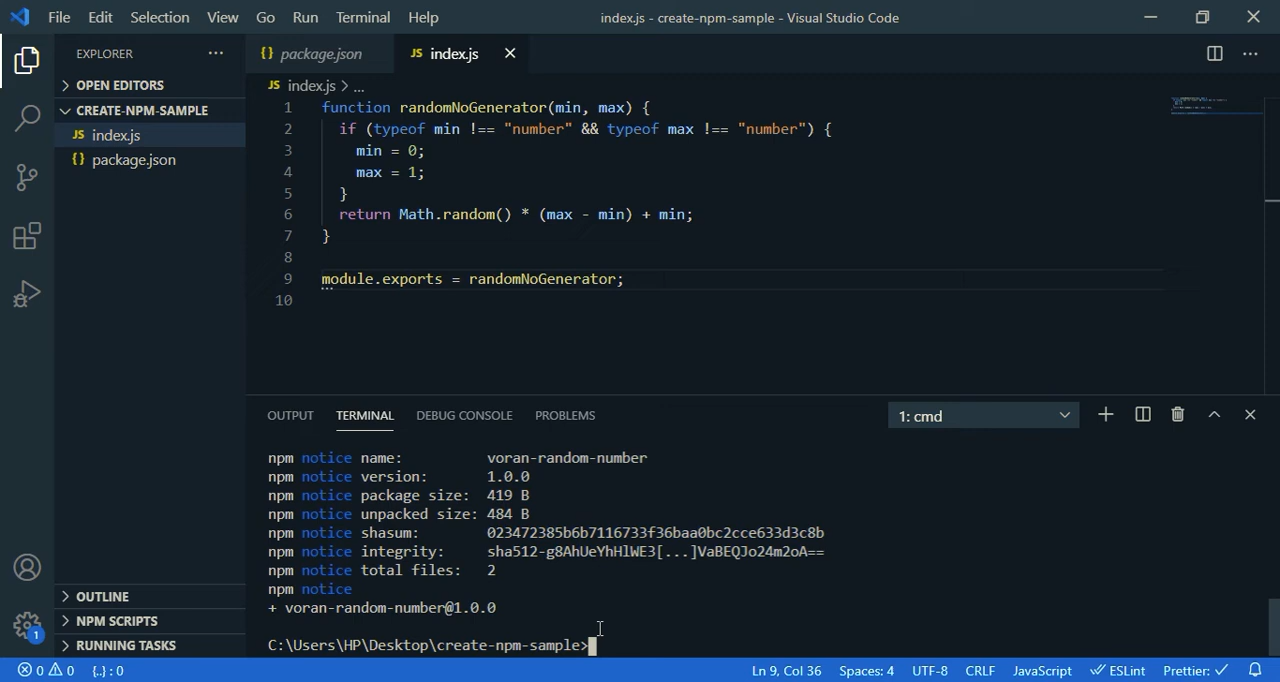 File Edit Selection View Go Run Terminal Help
index.js - create-npm-sample - Visual Studio Code
EXPLORER
OPEN EDITORS
CREATE-NPM-SAMPLE
JS index.js
{} package.json
OUTLINE
NPM SCRIPTS
RUNNING TASKS
1
{} package.json
JS index.js
JS index.js > ...
1 function randomNoGenerator(min, max) {
2 if (typeof min !== "number" && typeof max !== "number") {
3 min = 0;
4 max = 1;
5 }
6 return Math.random() * (max - min) + min;
7 }
8
9 module.exports = randomNoGenerator;
10
OUTPUT TERMINAL DEBUG CONSOLE PROBLEMS
1: cmd
npm notice name: voran-random-number
npm notice version: 1.0.0
npm notice package size: 419 B
npm notice unpacked size: 484 B
npm notice shasum: 023472385b6b7116733f36baa0bc2cce633d3c8b
npm notice integrity: sha512-g8AhUeYhHlWE3[...]VaBEQJo24m2oA==
npm notice total files: 2
npm notice
+ voran-random-number@1.0.0
C:\Users\HP\Desktop\create-npm-sample>
0 0 {..} : 0 Ln 9, Col 36 Spaces: 4 UTF-8 CRLF JavaScript ESLint Prettier: